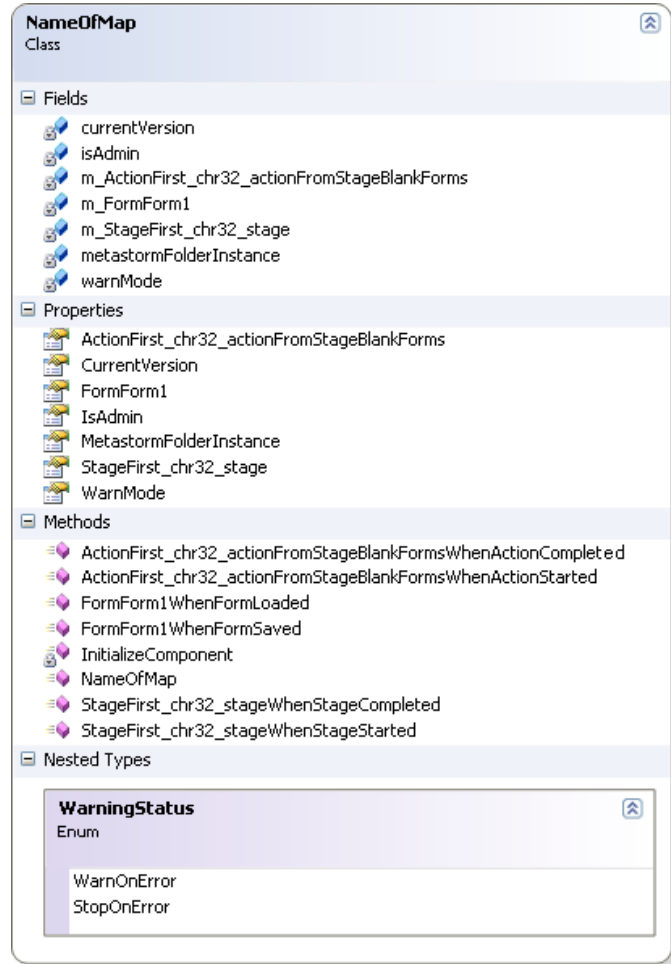 NameOfMap
Class
Fields
currentVersion
isAdmin
m_ActionFirst_chr32_actionFromStageBlankForms
m_FormForm1
m_StageFirst_chr32_stage
metastormFolderInstance
warnMode
Properties
ActionFirst_chr32_actionFromStageBlankForms
CurrentVersion
FormForm1
IsAdmin
MetastormFolderInstance
StageFirst_chr32_stage
WarnMode
Methods
ActionFirst_chr32_actionFromStageBlankFormsWhenActionCompleted
ActionFirst_chr32_actionFromStageBlankFormsWhenActionStarted
FormForm1WhenFormLoaded
FormForm1WhenFormSaved
InitializeComponent
NameOfMap
StageFirst_chr32_stageWhenStageCompleted
StageFirst_chr32_stageWhenStageStarted
Nested Types
WarningStatus
Enum
WarnOnError
StopOnError